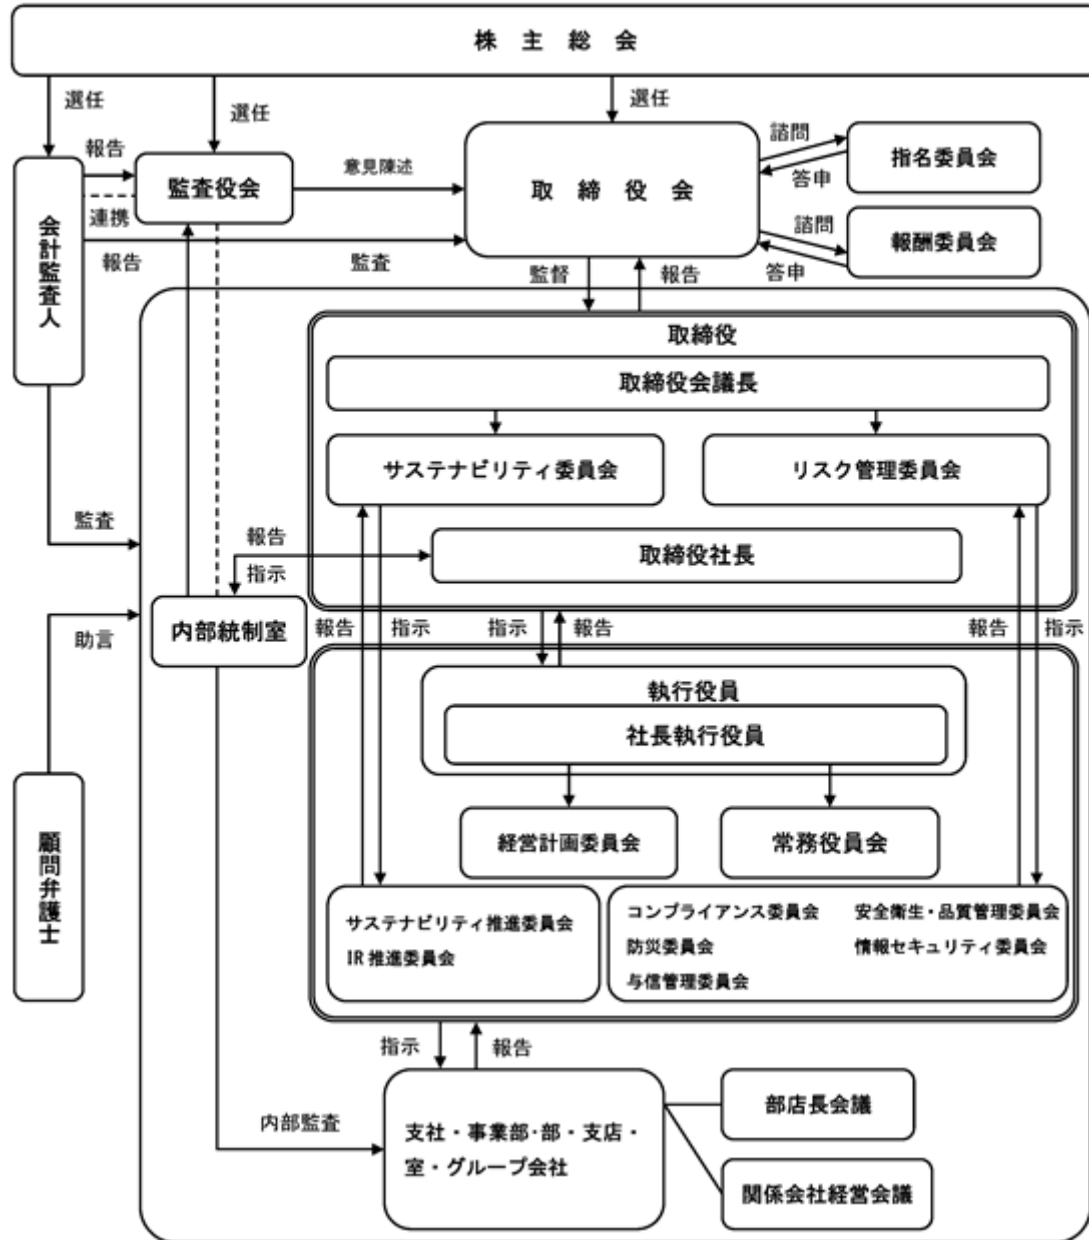 株主総会
選任
選任
選任
報告
監査役会
意見陳述
取締役会
諮問
答申
指名委員会
連携
諮問
答申
報酬委員会
会計監査人
報告
監査
監督
報告
取締役
取締役会議長
サステナビリティ委員会
リスク管理委員会
監査
報告
指示
取締役社長
助言
内部統制室
報告
指示
指示
報告
報告
指示
執行役員
社長執行役員
顧問弁護士
経営計画委員会
常務役員会
サステナビリティ推進委員会
IR推進委員会
コンプライアンス委員会
安全衛生・品質管理委員会
防災委員会
情報セキュリティ委員会
与信管理委員会
指示
報告
内部監査
支社・事業部・部・支店・
室・グループ会社
部店長会議
関係会社経営会議